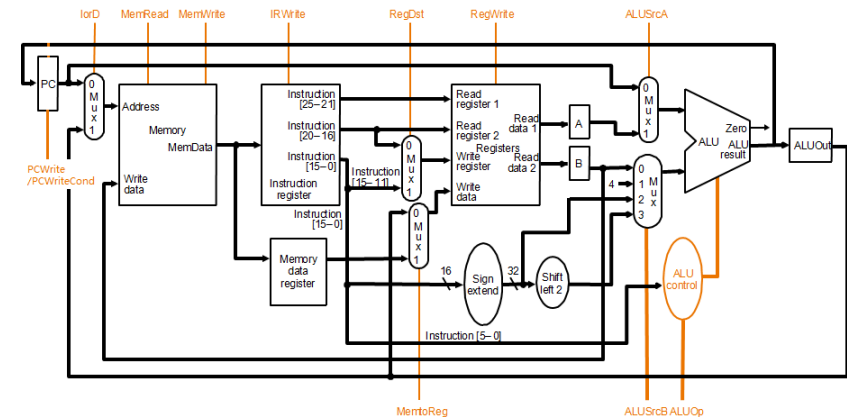 IorD MemRead MemWrite IRWrite RegDst RegWrite ALUSrcA
PC
0
M
u
x
1
Address
Memory
MemData
Write
data
PCWrite
/PCWriteCond
Instruction
[25–21]
Instruction
[20–16]
Instruction
[15–0]
Instruction
register
Instruction
[15–11]
Instruction
[15–0]
Memory
data
register
0
M
u
x
1
0
M
u
x
1
Read
register 1
Read
register 2
Registers
Write
register
Write
data
Read
data 1
Read
data 2
A
B
4
0
M
u
x
1
0
1
2
3
Mux
Zero
ALU
ALU
result
ALUOut
16
Sign
extend
32
Shift
left 2
ALU
control
Instruction [5–0]
MemtoReg ALUSrcB ALUOp